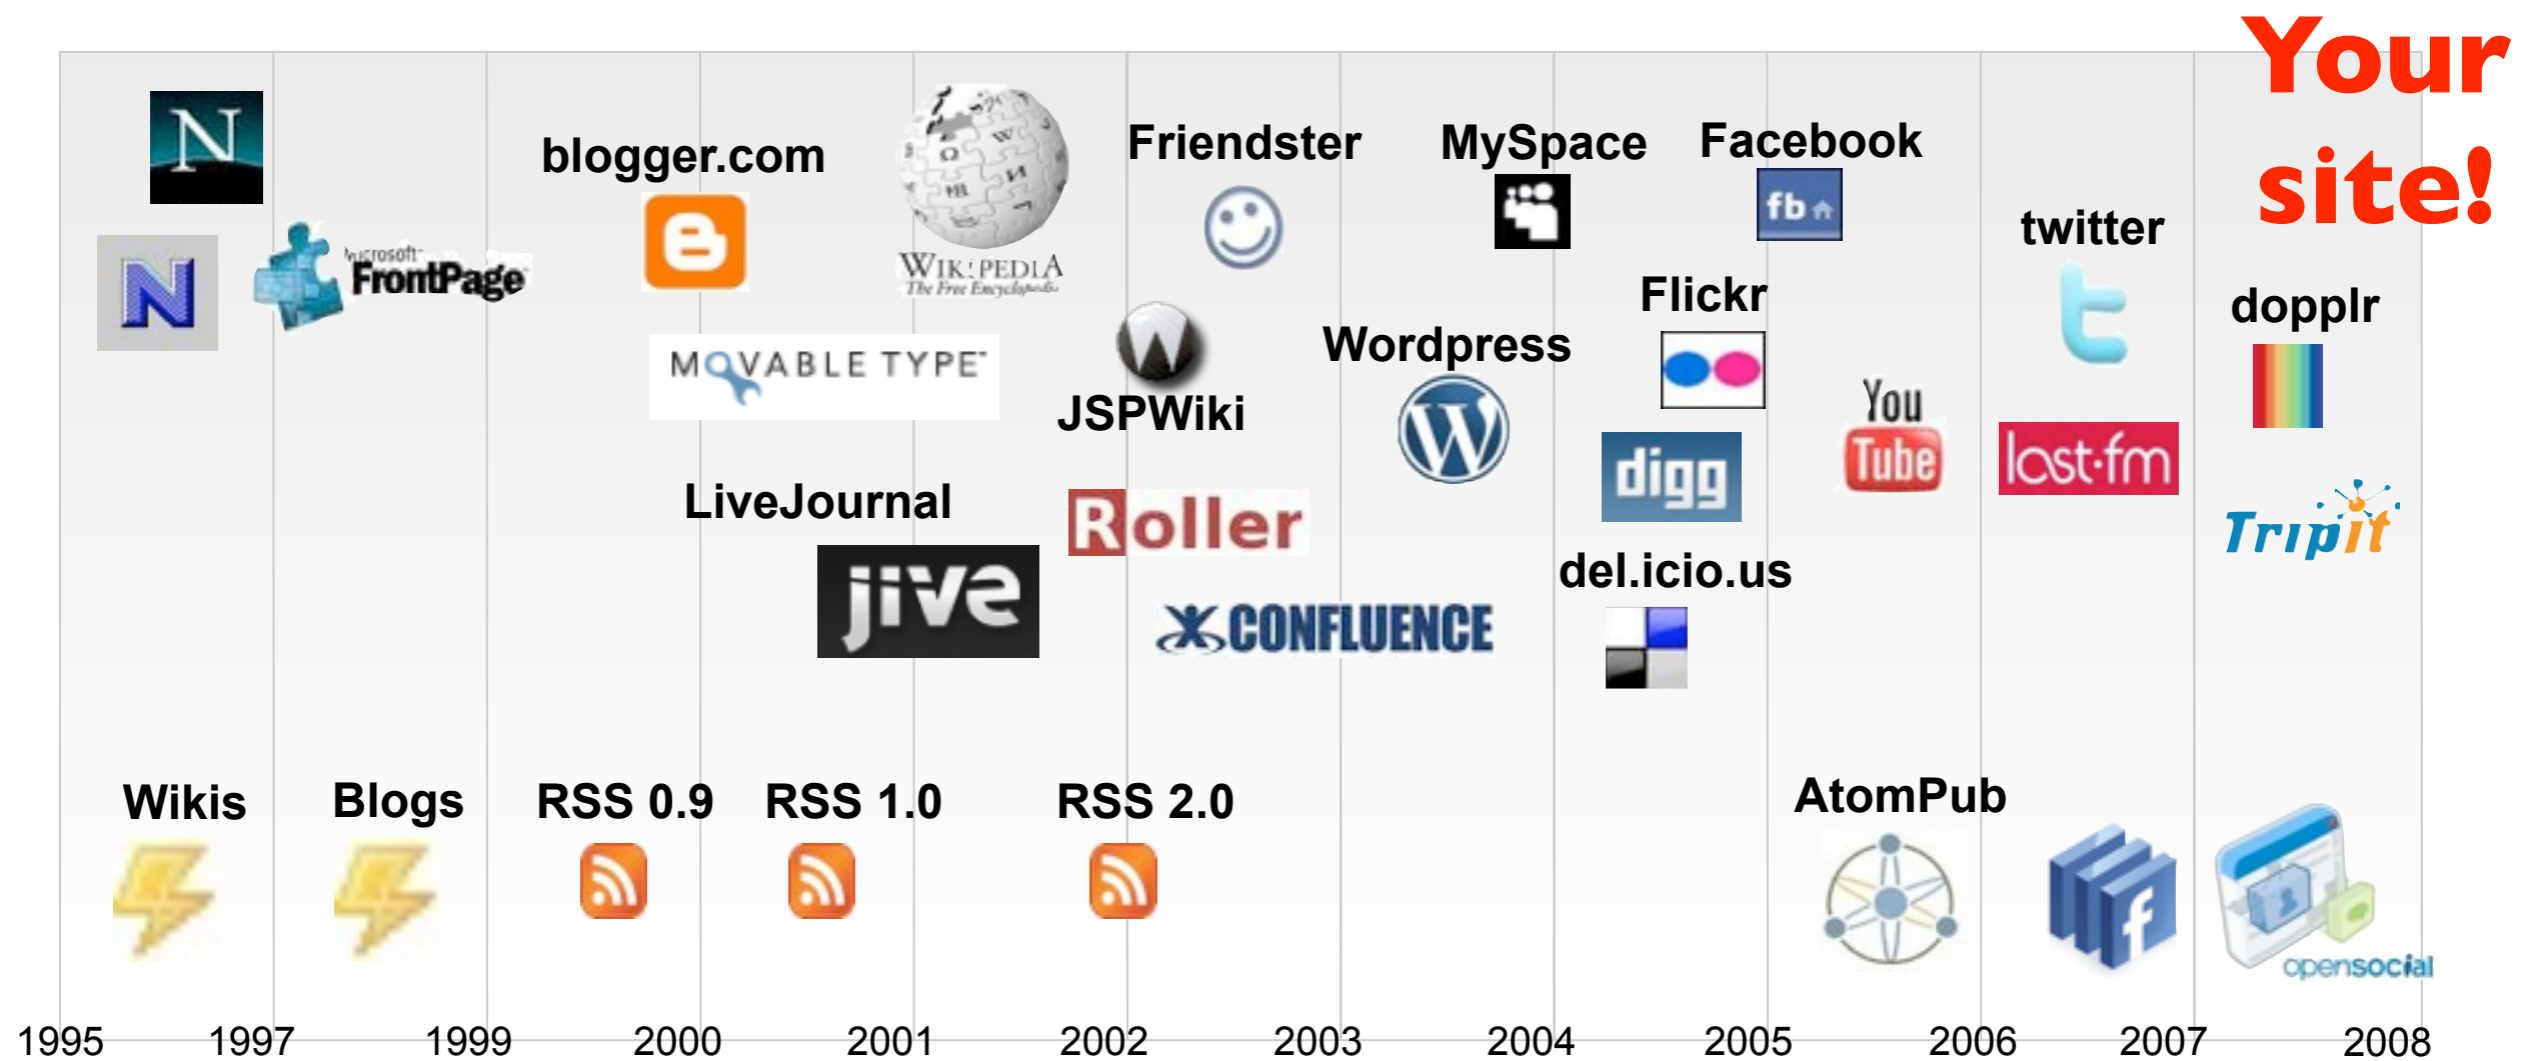 Your
site!
N
N
Microsoft
FrontPage
blogger.com
MOVABLE TYPE
LiveJournal
jive
WIKIPEDIA
The Free Encyclopedia
W
JSPWiki
Roller
Friendster
CONFLUENCE
Wordpress
W
MySpace
Facebook
fb
Flickr
digg
del.icio.us
You
Tube
twitter
t
last.fm
dopplr
TripIt
Wikis
Blogs
RSS 0.9
RSS 1.0
RSS 2.0
AtomPub
f
opensocial
1995 1997 1999 2000 2001 2002 2003 2004 2005 2006 2007 2008